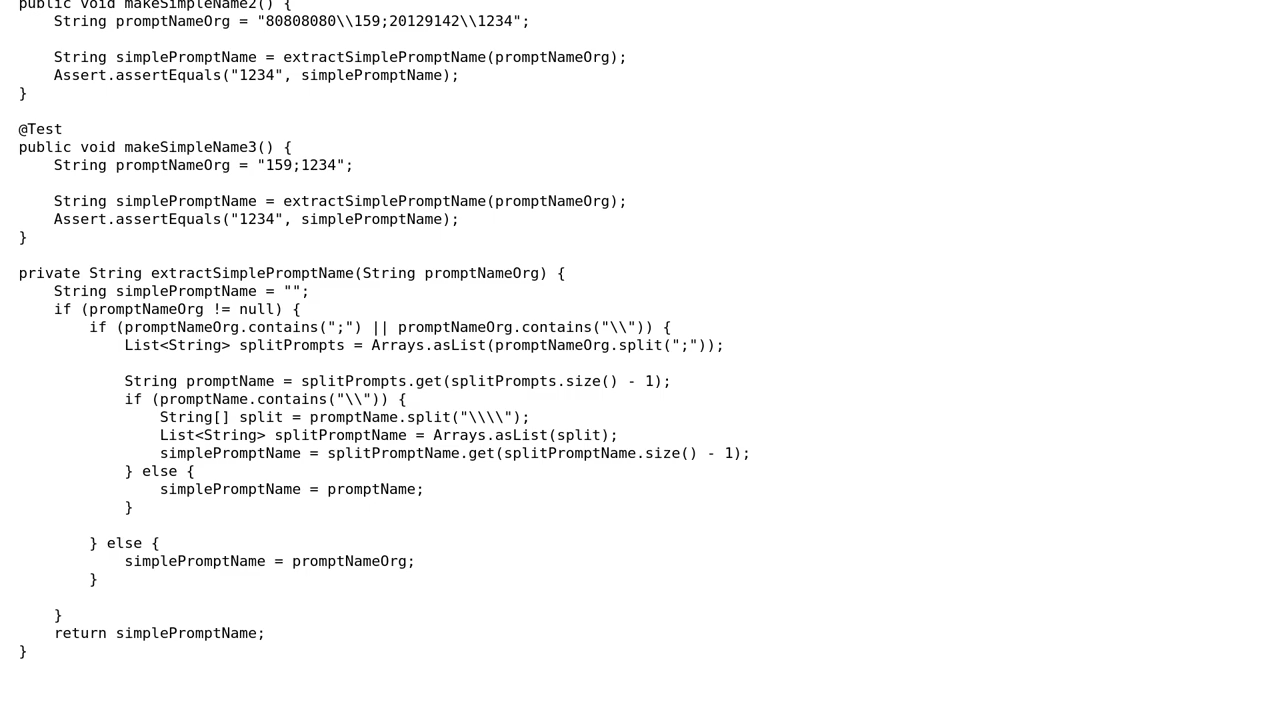 public void makeSimpleName2() {
    String promptNameOrg = "80808080\\159;20129142\\1234";

    String simplePromptName = extractSimplePromptName(promptNameOrg);
    Assert.assertEquals("1234", simplePromptName);
}

@Test
public void makeSimpleName3() {
    String promptNameOrg = "159;1234";

    String simplePromptName = extractSimplePromptName(promptNameOrg);
    Assert.assertEquals("1234", simplePromptName);
}

private String extractSimplePromptName(String promptNameOrg) {
    String simplePromptName = "";
    if (promptNameOrg != null) {
        if (promptNameOrg.contains(";") || promptNameOrg.contains("\\")) {
            List<String> splitPrompts = Arrays.asList(promptNameOrg.split(";"));

            String promptName = splitPrompts.get(splitPrompts.size() - 1);
            if (promptName.contains("\\")) {
                String[] split = promptName.split("\\\\");
                List<String> splitPromptName = Arrays.asList(split);
                simplePromptName = splitPromptName.get(splitPromptName.size() - 1);
            } else {
                simplePromptName = promptName;
            }

        } else {
            simplePromptName = promptNameOrg;
        }

    }
    return simplePromptName;
}